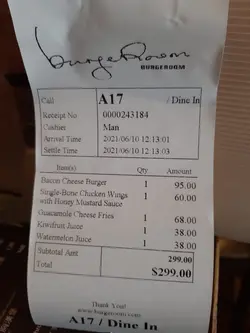 burgeRoom
BURGEROOM
Call A17 / Dine In
Receipt No 0000243184
Cashier Man
Arrival Time 2021/06/10 12:13:01
Settle Time 2021/06/10 12:13:03
Item(s) Qty Amount
Bacon Cheese Burger 1 95.00
Single-Bone Chicken Wings 1 60.00
with Honey Mustard Sauce
Guacamole Cheese Fries 1 68.00
Kiwifruit Juice 1 38.00
Watermelon Juice 1 38.00
Subtotal Amt 299.00
Total $299.00
Thank You!
www.burgeroom.com
A17 / Dine In